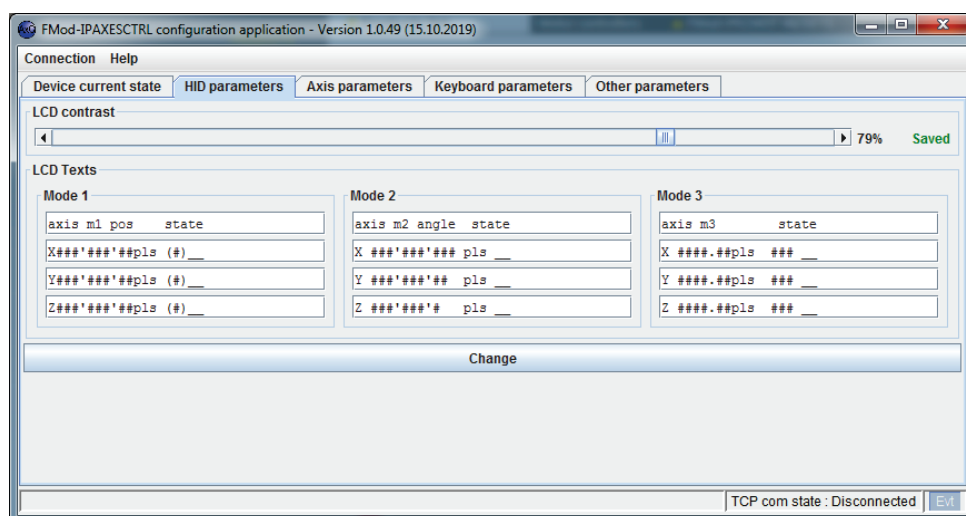 FMod-IPAXESCTRL configuration application - Version 1.0.49 (15.10.2019)
Connection Help
Device current state HID parameters Axis parameters Keyboard parameters Other parameters
LCD contrast
79% Saved
LCD Texts
Mode 1 Mode 2 Mode 3
axis m1 pos    state axis m2 angle  state axis m3        state
X###'###'##pls (#)__ X ###'###'### pls __ X ####.##pls  ### __
Y###'###'##pls (#)__ Y ###'###'##  pls __ Y ####.##pls  ### __
Z###'###'##pls (#)__ Z ###'###'#   pls __ Z ####.##pls  ### __
Change
TCP com state : Disconnected Evt